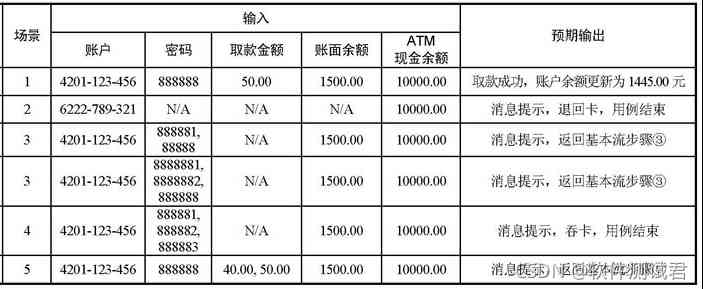 场景 输入 预期输出
账户 密码 取款金额 账面余额 ATM 现金余额
1 4201-123-456 888888 50.00 1500.00 10000.00 取款成功，账户余额更新为 1445.00 元
2 6222-789-321 N/A N/A N/A 10000.00 消息提示，退回卡，用例结束
3 4201-123-456 888881, 88888 N/A 1500.00 10000.00 消息提示，返回基本流步骤③
3 4201-123-456 8888881, 8888882, 888888 N/A 1500.00 10000.00 消息提示，返回基本流步骤③
4 4201-123-456 888881, 888882, 888883 N/A 1500.00 10000.00 消息提示，吞卡，用例结束
5 4201-123-456 888888 40.00, 50.00 1500.00 10000.00 消息提示，返回基本流步骤
CSDN @软件测试君